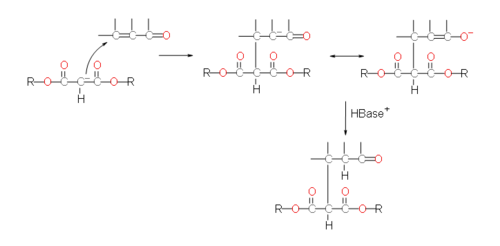 C=C-C=O
O O
R-O-C-C⁻-C-O-R
H
C-C⁻-C=O
O O
R-O-C-C-C-O-R
H
C-C=C-O⁻
O O
R-O-C-C-C-O-R
H
HBase⁺
C-C-C=O
H
O O
R-O-C-C-C-O-R
H